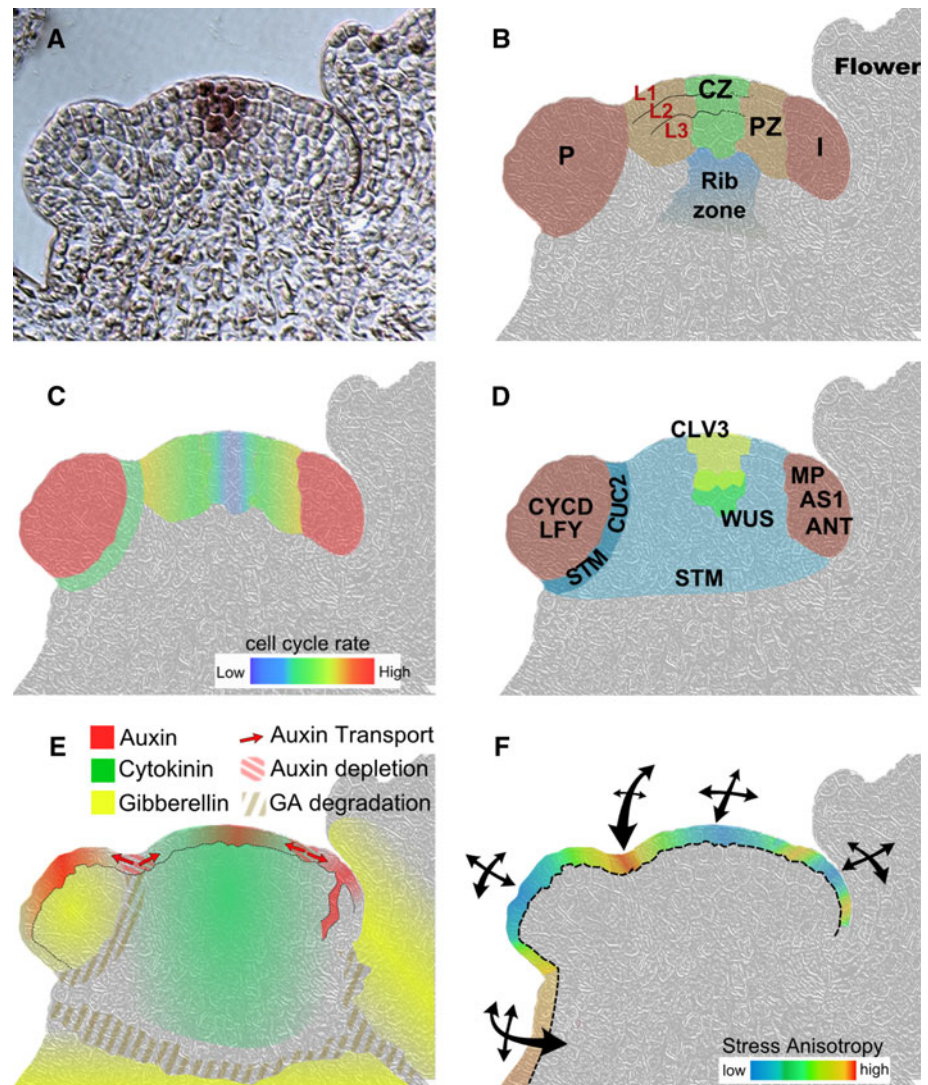 A
B
Flower
L1
CZ
L2
L3
PZ
P
I
Rib
zone
C
cell cycle rate
Low
High
D
CLV3
CYCD
LFY
CUC2
STM
WUS
MP
AS1
ANT
STM
E
Auxin
Auxin Transport
Cytokinin
Auxin depletion
Gibberellin
GA degradation
F
Stress Anisotropy
low
high